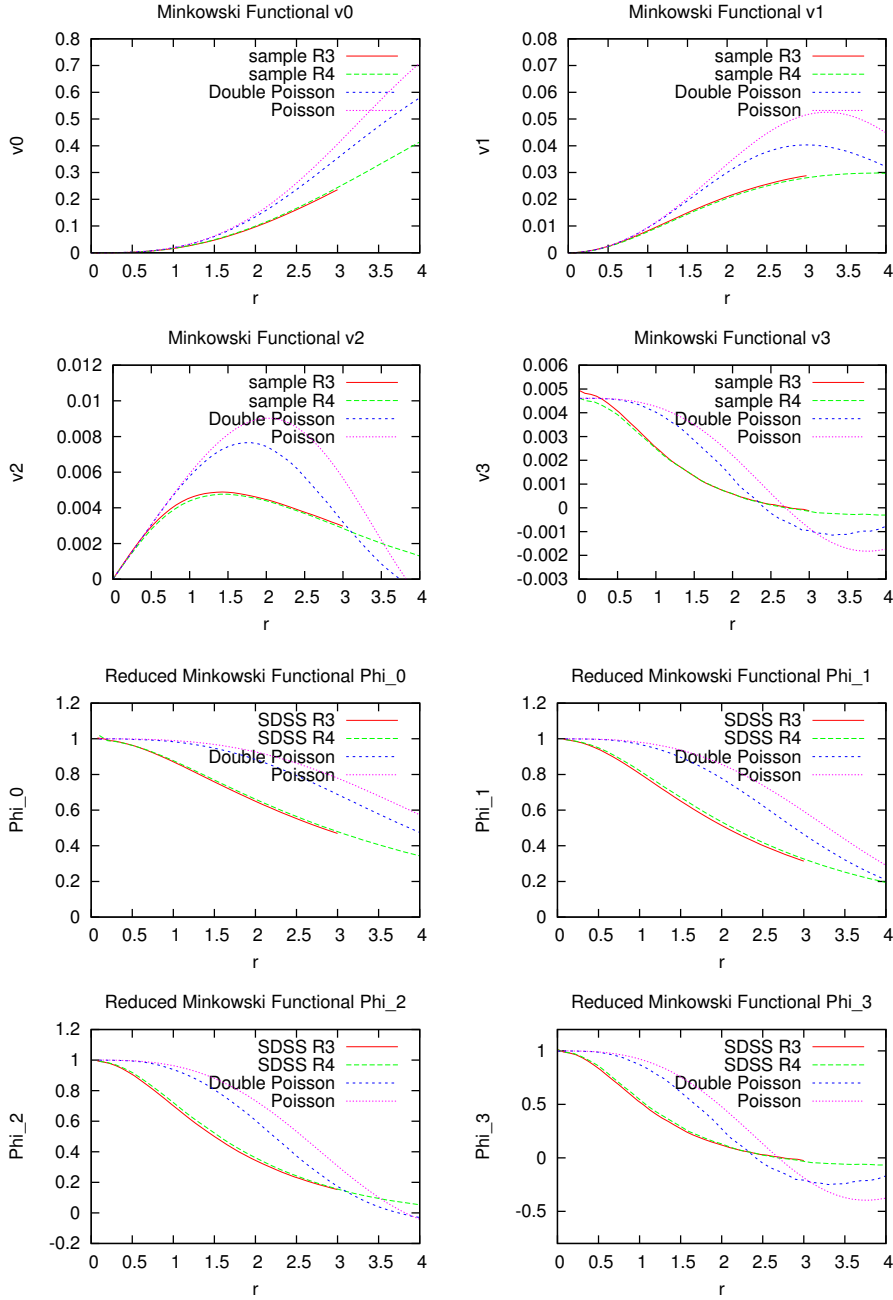 Minkowski Functional v0
0.8
0.7
0.6
0.5
0.4
0.3
0.2
0.1
0
v0
sample R3
sample R4
Double Poisson
Poisson
0 0.5 1 1.5 2 2.5 3 3.5 4
r
Minkowski Functional v1
0.08
0.07
0.06
0.05
0.04
0.03
0.02
0.01
0
v1
sample R3
sample R4
Double Poisson
Poisson
0 0.5 1 1.5 2 2.5 3 3.5 4
r
Minkowski Functional v2
0.012
0.01
0.008
0.006
0.004
0.002
0
v2
sample R3
sample R4
Double Poisson
Poisson
0 0.5 1 1.5 2 2.5 3 3.5 4
r
Minkowski Functional v3
0.006
0.005
0.004
0.003
0.002
0.001
0
-0.001
-0.002
-0.003
v3
sample R3
sample R4
Double Poisson
Poisson
0 0.5 1 1.5 2 2.5 3 3.5 4
r
Reduced Minkowski Functional Phi_0
1.2
1
0.8
0.6
0.4
0.2
0
Phi_0
SDSS R3
SDSS R4
Double Poisson
Poisson
0 0.5 1 1.5 2 2.5 3 3.5 4
r
Reduced Minkowski Functional Phi_1
1.2
1
0.8
0.6
0.4
0.2
0
Phi_1
SDSS R3
SDSS R4
Double Poisson
Poisson
0 0.5 1 1.5 2 2.5 3 3.5 4
r
Reduced Minkowski Functional Phi_2
1.2
1
0.8
0.6
0.4
0.2
0
-0.2
Phi_2
SDSS R3
SDSS R4
Double Poisson
Poisson
0 0.5 1 1.5 2 2.5 3 3.5 4
r
Reduced Minkowski Functional Phi_3
1
0.5
0
-0.5
Phi_3
SDSS R3
SDSS R4
Double Poisson
Poisson
0 0.5 1 1.5 2 2.5 3 3.5 4
r